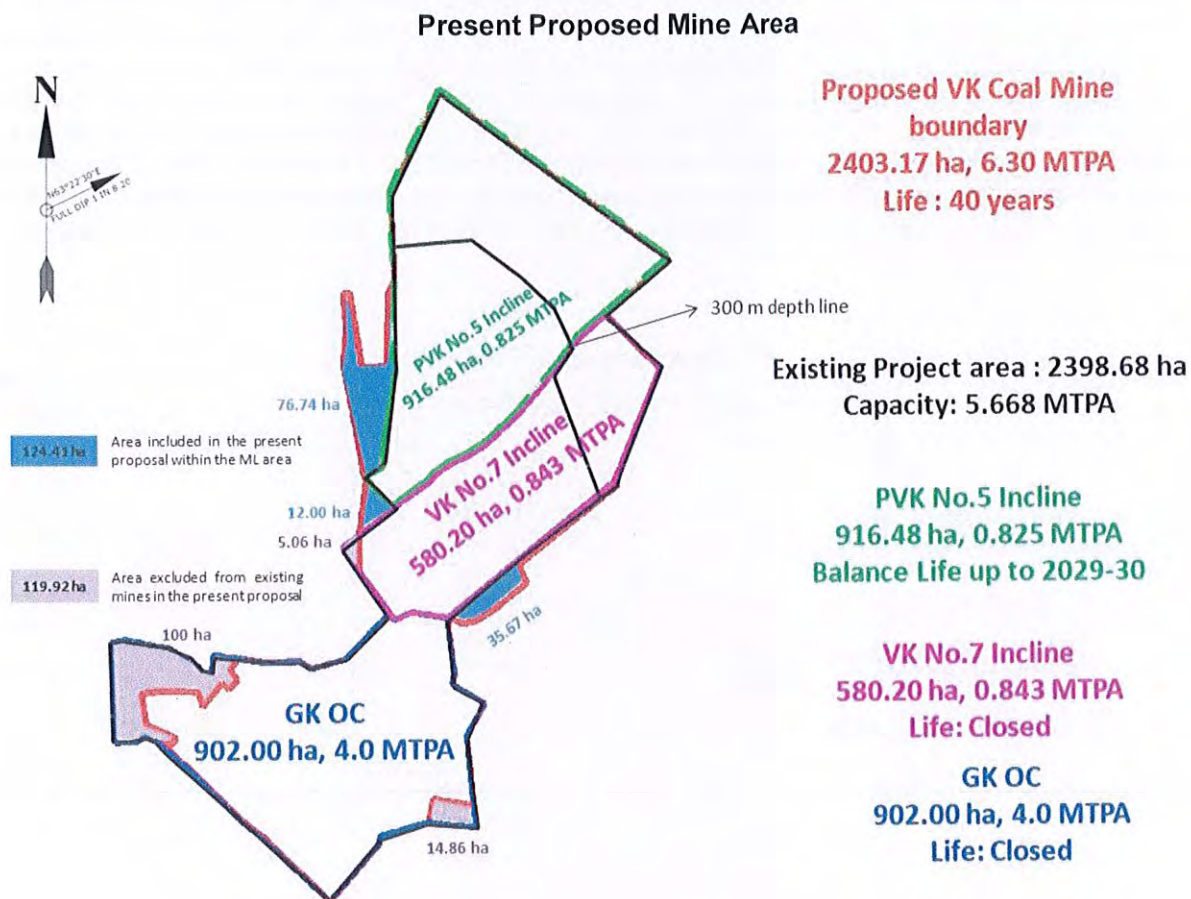 Present Proposed Mine Area
N
N63°22'30"E
FULL DIP 1 IN 8.20
Proposed VK Coal Mine
boundary
2403.17 ha, 6.30 MTPA
Life : 40 years
PVK No.5 Incline
916.48 ha, 0.825 MTPA
300 m depth line
Existing Project area : 2398.68 ha
Capacity: 5.668 MTPA
76.74 ha
124.41 ha
Area included in the present
proposal within the ML area
VK No.7 Incline
580.20 ha, 0.843 MTPA
12.00 ha
5.06 ha
PVK No.5 Incline
916.48 ha, 0.825 MTPA
Balance Life up to 2029-30
119.92 ha
Area excluded from existing
mines in the present proposal
35.67 ha
100 ha
VK No.7 Incline
580.20 ha, 0.843 MTPA
Life: Closed
GK OC
902.00 ha, 4.0 MTPA
GK OC
902.00 ha, 4.0 MTPA
Life: Closed
14.86 ha